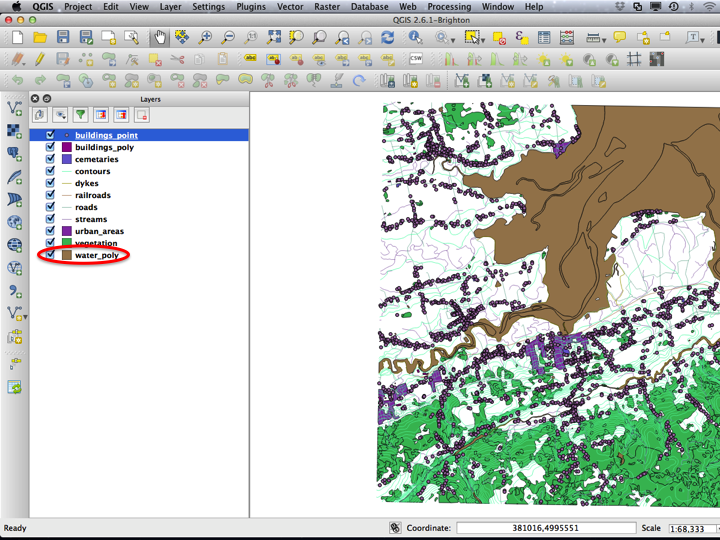 QGIS Project Edit View Layer Settings Plugins Vector Raster Database Web Processing Window Help
QGIS 2.6.1-Brighton
CSW
Layers
buildings_point
buildings_poly
cemetaries
contours
dykes
railroads
roads
streams
urban_areas
vegetation
water_poly
Ready
Coordinate: 381016,4995551 Scale 1:68,333